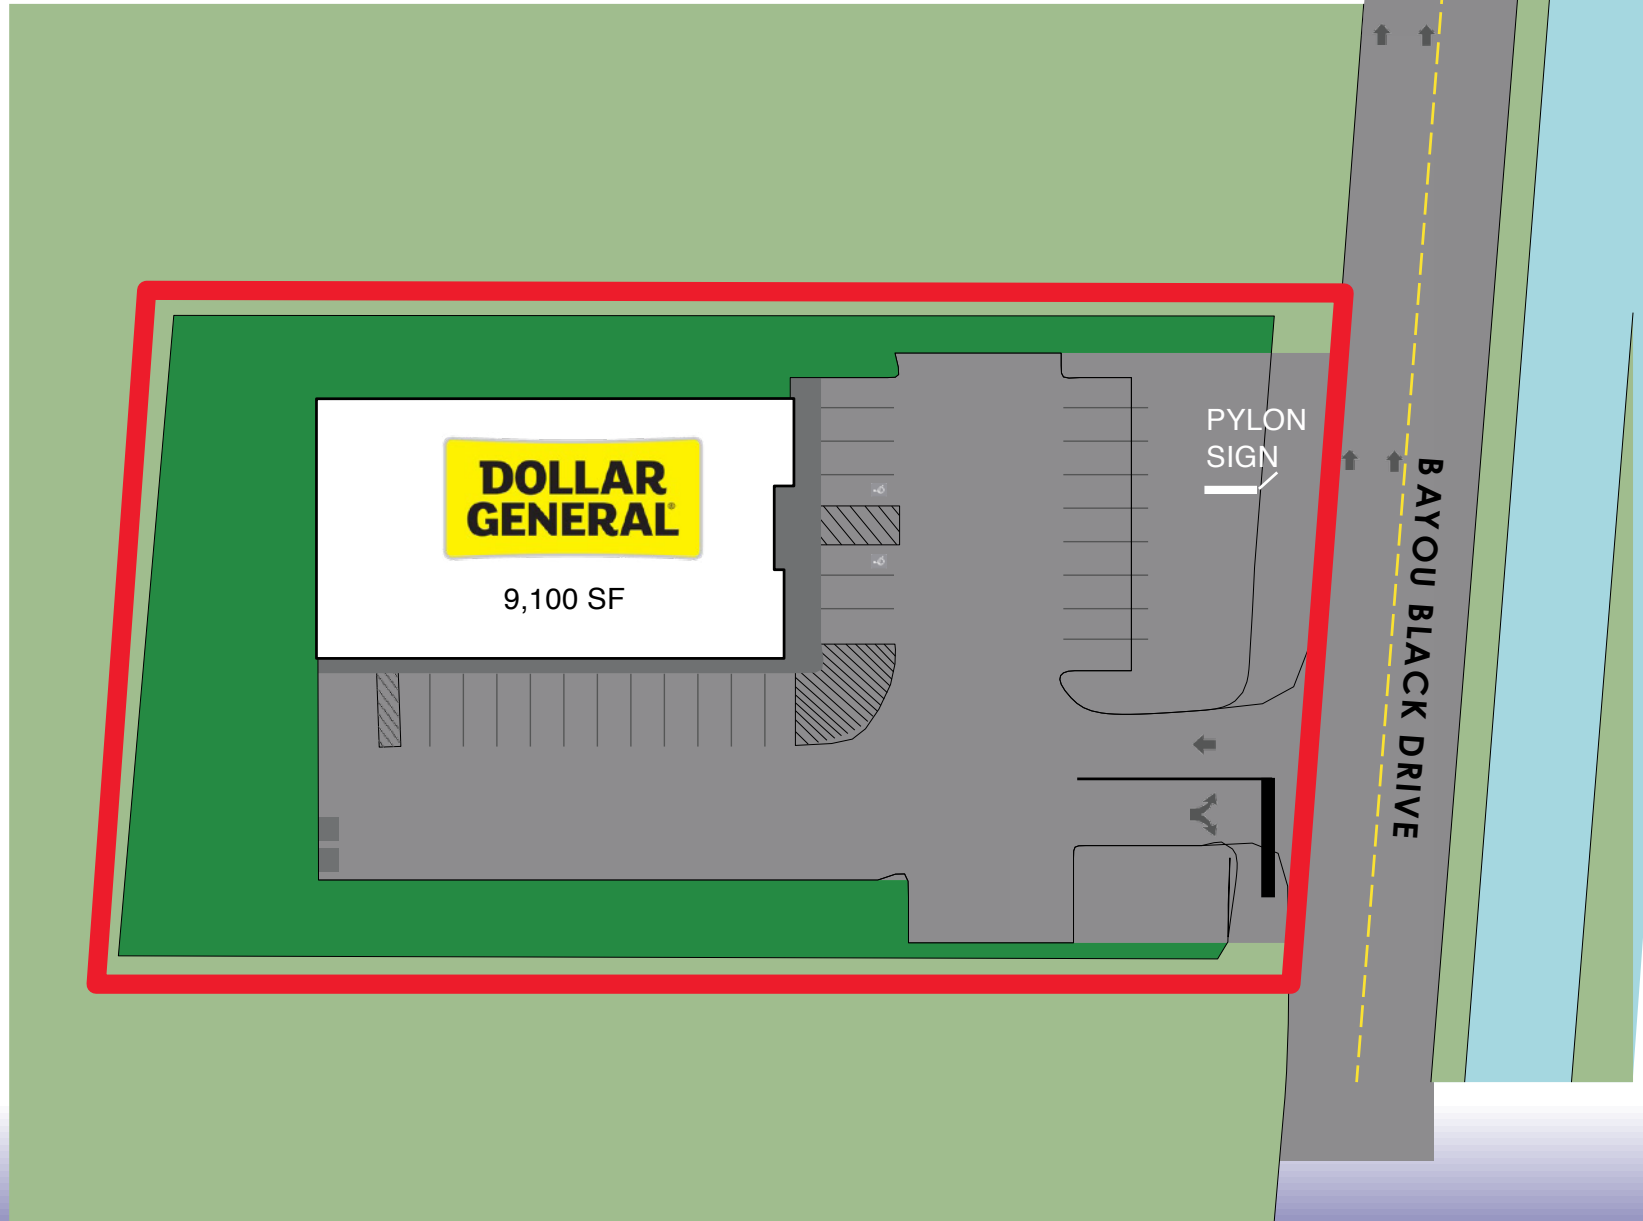 DOLLAR
GENERAL®
9,100 SF
PYLON
SIGN
BAYOU BLACK DRIVE